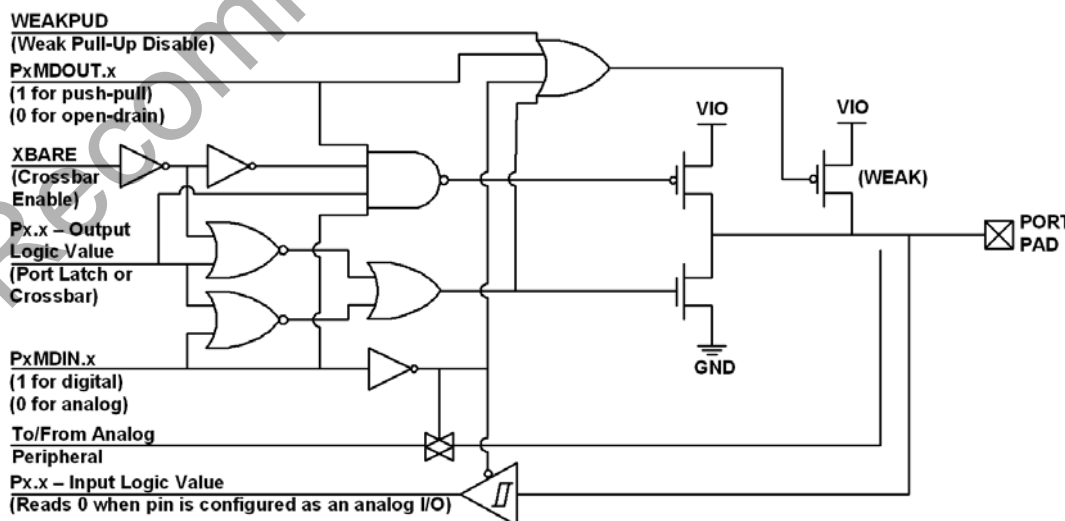 WEAKPUD
(Weak Pull-Up Disable)
PxMDOUT.x
(1 for push-pull)
(0 for open-drain)
XBARE
(Crossbar
Enable)
Px.x – Output
Logic Value
(Port Latch or
Crossbar)
PxMDIN.x
(1 for digital)
(0 for analog)
To/From Analog
Peripheral
Px.x – Input Logic Value
(Reads 0 when pin is configured as an analog I/O)
VIO
VIO
(WEAK)
PORT
PAD
GND
Recom